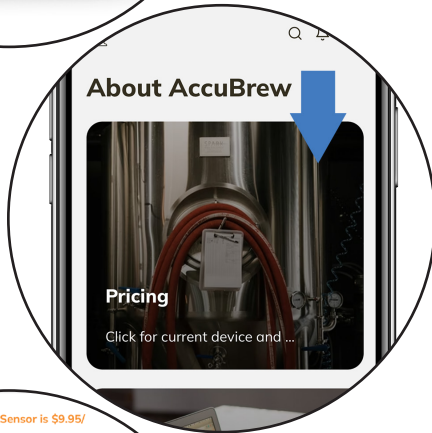 About AccuBrew
Pricing
Click for current device and ...
Sensor is $9.95/